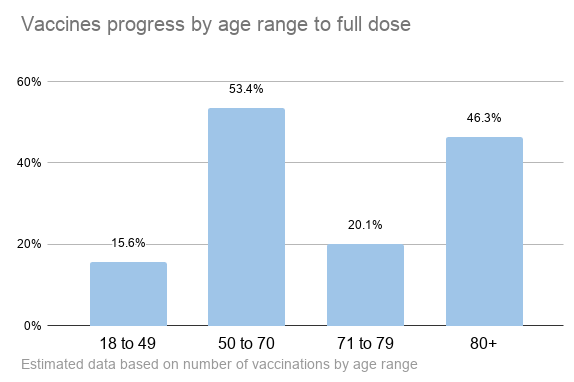 Vaccines progress by age range to full dose
60%
53.4%
46.3%
40%
20.1%
20%
15.6%
0%
18 to 49
50 to 70
71 to 79
80+
Estimated data based on number of vaccinations by age range